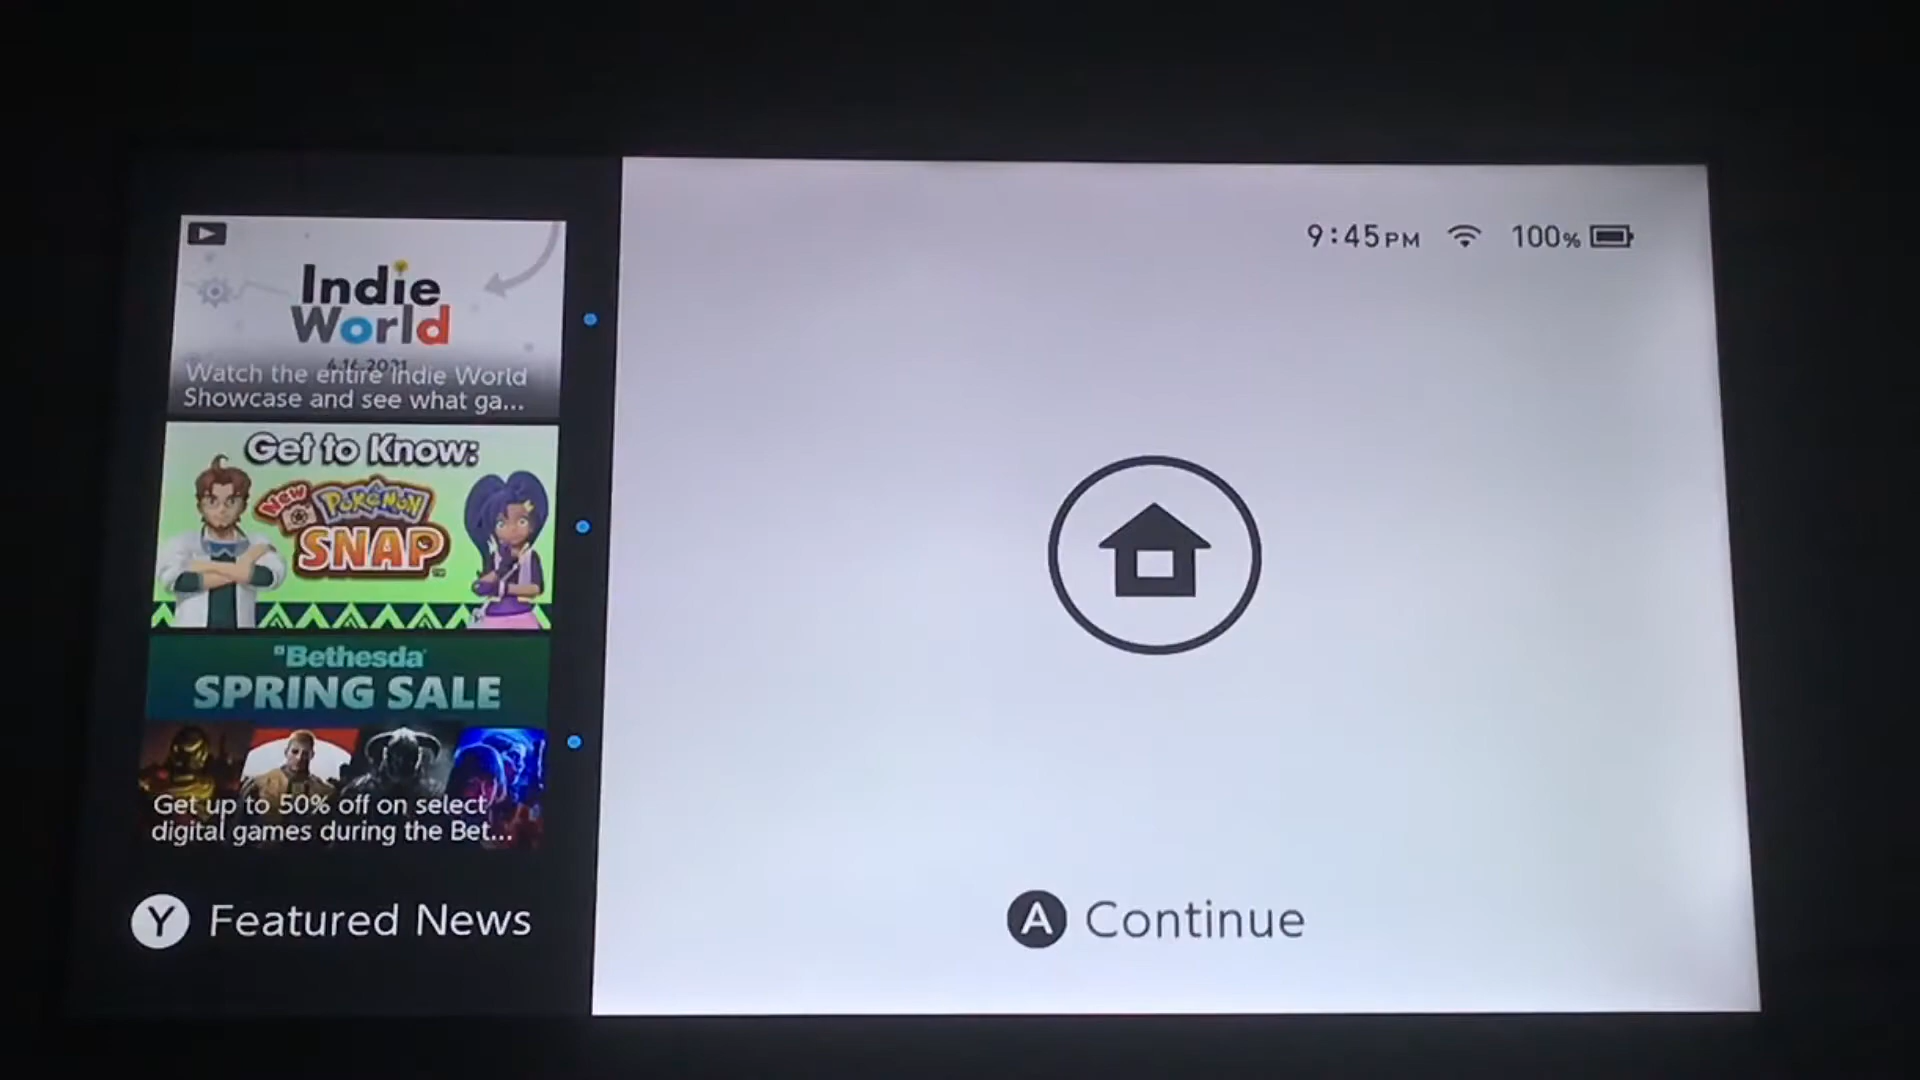 Indie
World
Watch the entire Indie World
Showcase and see what ga...
Get to Know:
New POKéMON
SNAP
Bethesda
SPRING SALE
Get up to 50% off on select
digital games during the Bet...
Y Featured News
9:45PM 100%
A Continue